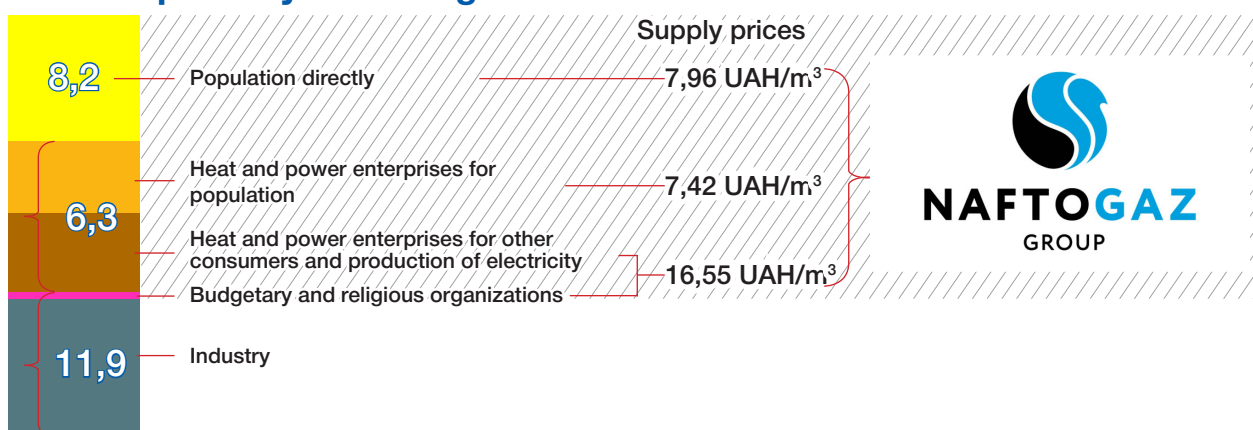 Supply prices
8,2
Population directly
7,96 UAH/m³
Heat and power enterprises for
population
7,42 UAH/m³
6,3
Heat and power enterprises for other
consumers and production of electricity
16,55 UAH/m³
Budgetary and religious organizations
11,9
Industry
NAFTOGAZ
GROUP